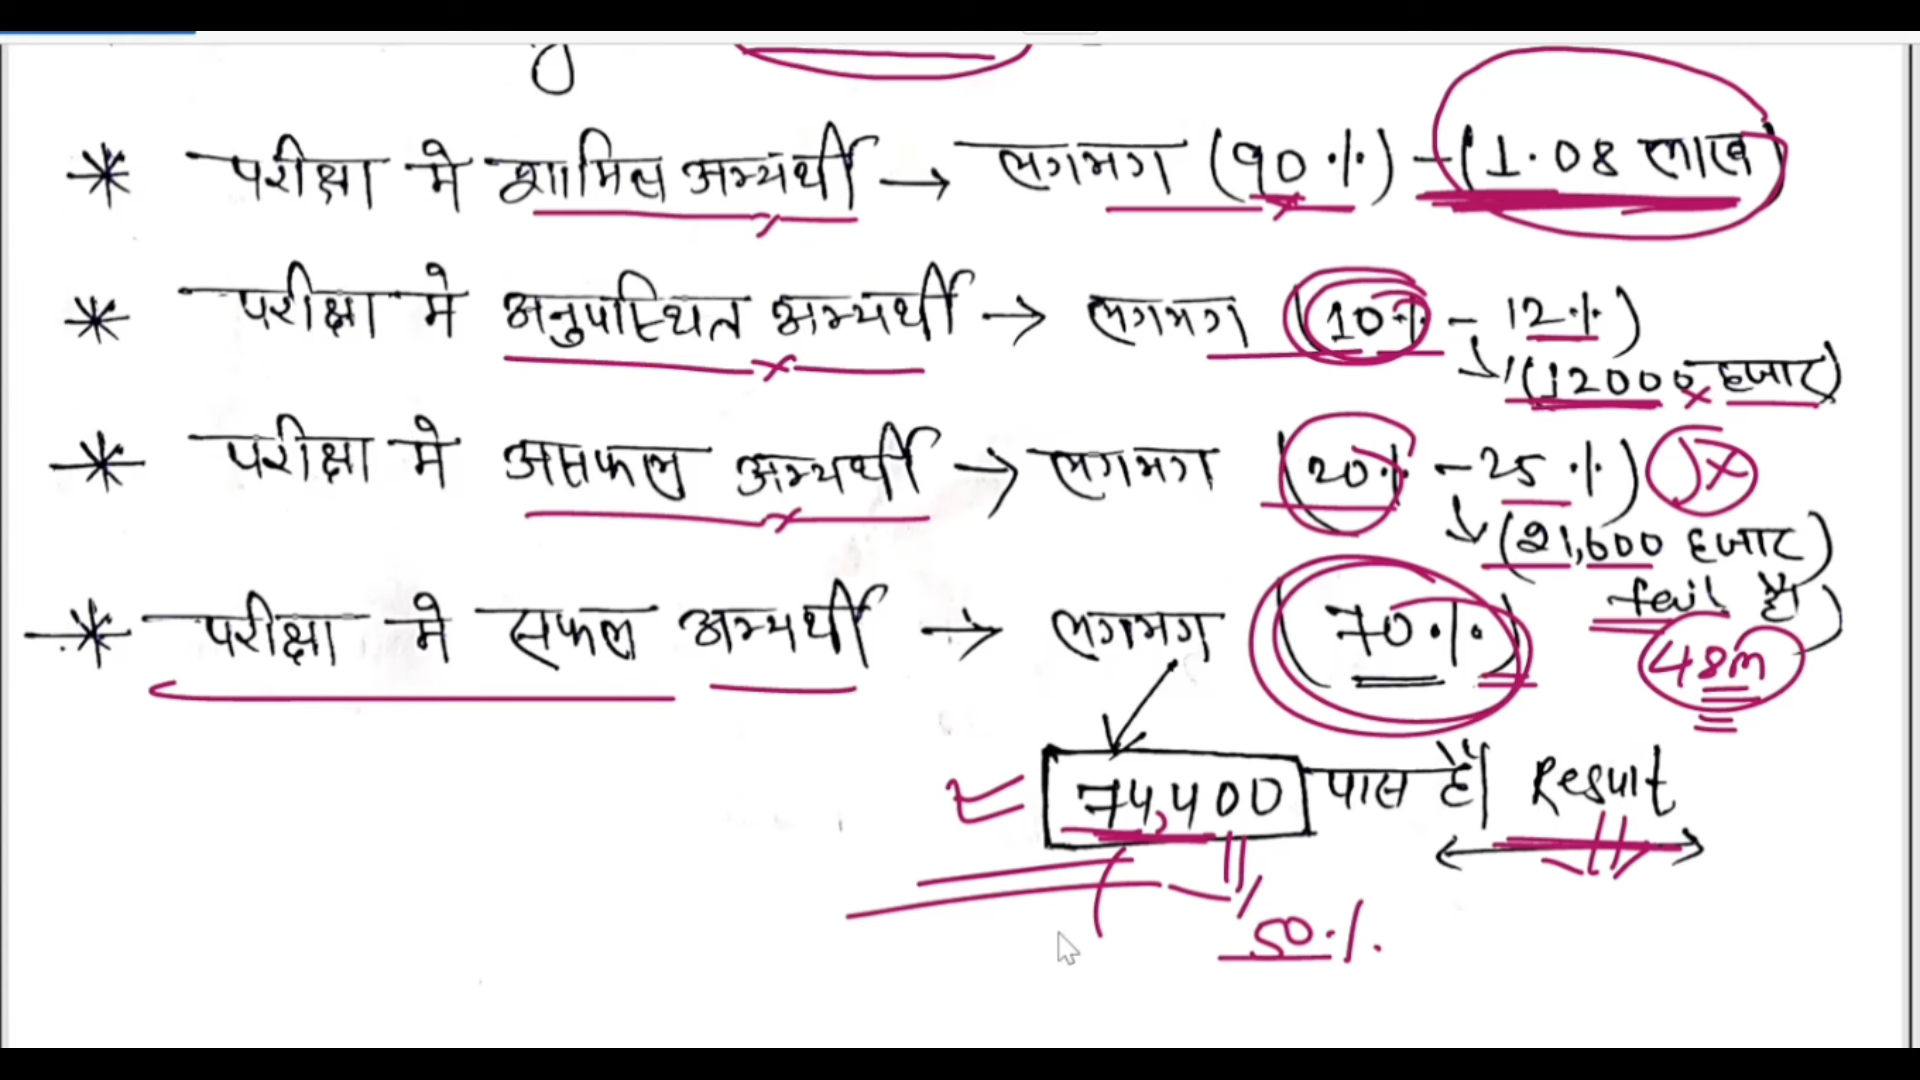 * परीक्षा मे शामिल अभ्यर्थी → लगभग (90%) - (1.08 लाख)
* परीक्षा मे अनुपस्थित अभ्यर्थी → लगभग (10% - 12%)
↓ (12000 हजार)
* परीक्षा मे असफल अभ्यर्थी → लगभग (20% - 25%)
↓ (21,600 हजार
fail है)
* परीक्षा मे सफल अभ्यर्थी → लगभग (70%)
48m
74,400 पास है| Result
50%.